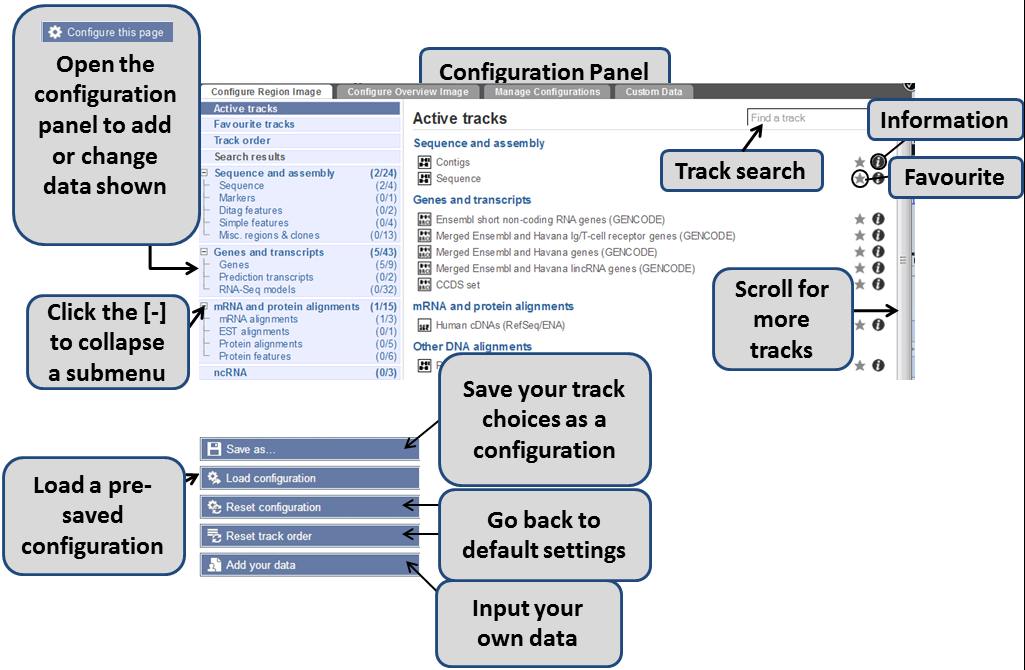 Configure this page
Open the
configuration
panel to add
or change
data shown
Configuration Panel
Configure Region Image
Configure Overview Image
Manage Configurations
Custom Data
Active tracks
Favourite tracks
Track order
Search results
Sequence and assembly (2/24)
Sequence (2/4)
Markers (0/1)
Ditag features (0/2)
Simple features (0/4)
Misc. regions & clones (0/13)
Genes and transcripts (5/43)
Genes (5/9)
Prediction transcripts (0/2)
RNA-Seq models (0/32)
mRNA and protein alignments (1/15)
mRNA alignments (1/3)
EST alignments (0/1)
Protein alignments (0/5)
Protein features (0/6)
ncRNA (0/3)
Click the [-]
to collapse
a submenu
Active tracks
Find a track
Sequence and assembly
Contigs
Sequence
Genes and transcripts
Ensembl short non-coding RNA genes (GENCODE)
Merged Ensembl and Havana Ig/T-cell receptor genes (GENCODE)
Merged Ensembl and Havana genes (GENCODE)
Merged Ensembl and Havana lincRNA genes (GENCODE)
CCDS set
mRNA and protein alignments
Human cDNAs (RefSeq/ENA)
Other DNA alignments
Track search
Information
Favourite
Scroll for
more
tracks
Save as...
Load configuration
Reset configuration
Reset track order
Add your data
Save your track
choices as a
configuration
Load a pre-
saved
configuration
Go back to
default settings
Input your
own data